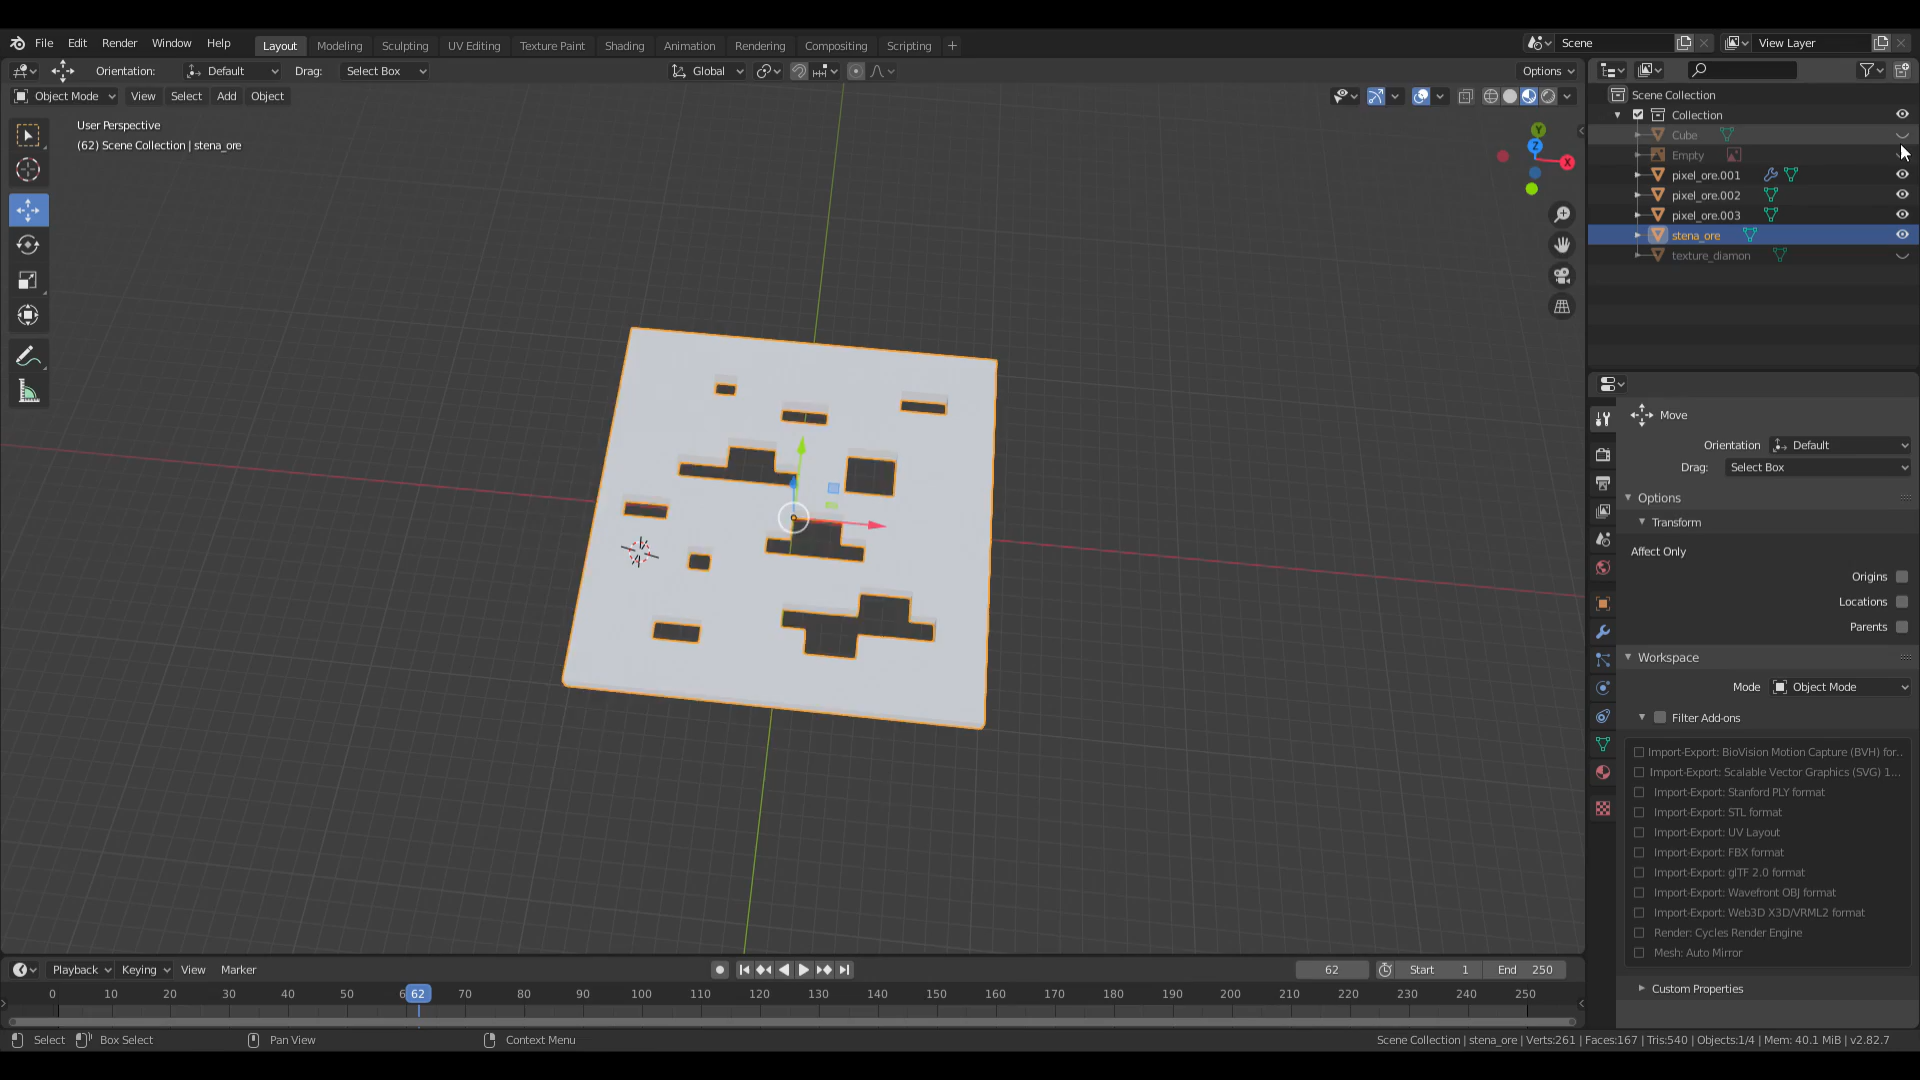 File Edit Render Window Help Layout Modeling Sculpting UV Editing Texture Paint Shading Animation Rendering Compositing Scripting + Scene View Layer
Orientation: Default Drag: Select Box Global Options
Object Mode View Select Add Object
User Perspective
(62) Scene Collection | stena_ore
Y
Z
X
Scene Collection
Collection
Cube
Empty
pixel_ore.001
pixel_ore.002
pixel_ore.003
stena_ore
texture_diamon
Move
Orientation Default
Drag: Select Box
Options
Transform
Affect Only
Origins
Locations
Parents
Workspace
Mode Object Mode
Filter Add-ons
Import-Export: BioVision Motion Capture (BVH) for..
Import-Export: Scalable Vector Graphics (SVG) 1...
Import-Export: Stanford PLY format
Import-Export: STL format
Import-Export: UV Layout
Import-Export: FBX format
Import-Export: glTF 2.0 format
Import-Export: Wavefront OBJ format
Import-Export: Web3D X3D/VRML2 format
Render: Cycles Render Engine
Mesh: Auto Mirror
Custom Properties
Playback Keying View Marker 62 Start 1 End 250
0 10 20 30 40 50 6 62 70 80 90 100 110 120 130 140 150 160 170 180 190 200 210 220 230 240 250
Select Box Select Pan View Context Menu Scene Collection | stena_ore | Verts:261 | Faces:167 | Tris:540 | Objects:1/4 | Mem: 40.1 MiB | v2.82.7